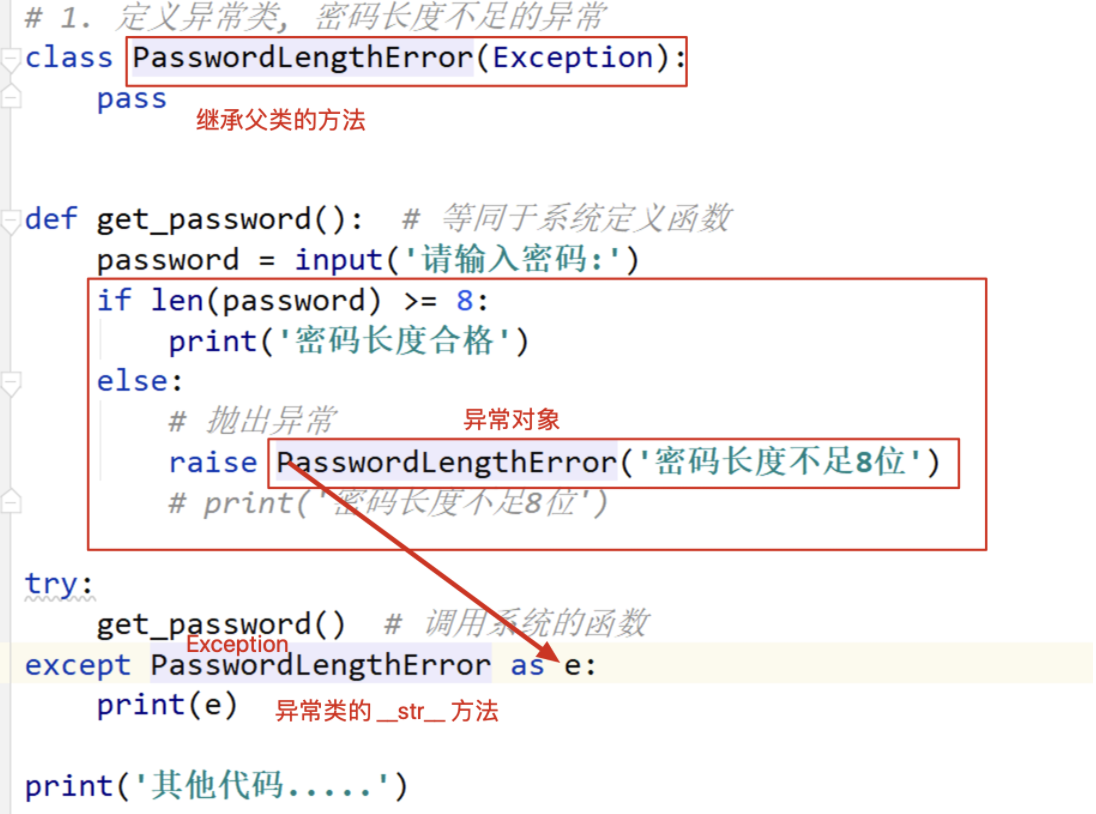 # 1. 定义异常类, 密码长度不足的异常
class PasswordLengthError(Exception):
pass
继承父类的方法
def get_password():  # 等同于系统定义函数
password = input('请输入密码:')
if len(password) >= 8:
print('密码长度合格')
else:
# 抛出异常
异常对象
raise PasswordLengthError('密码长度不足8位')
# print('密码长度不足8位')
try:
get_password()  # 调用系统的函数
Exception
except PasswordLengthError as e:
print(e)
异常类的 __str__ 方法
print('其他代码.....')